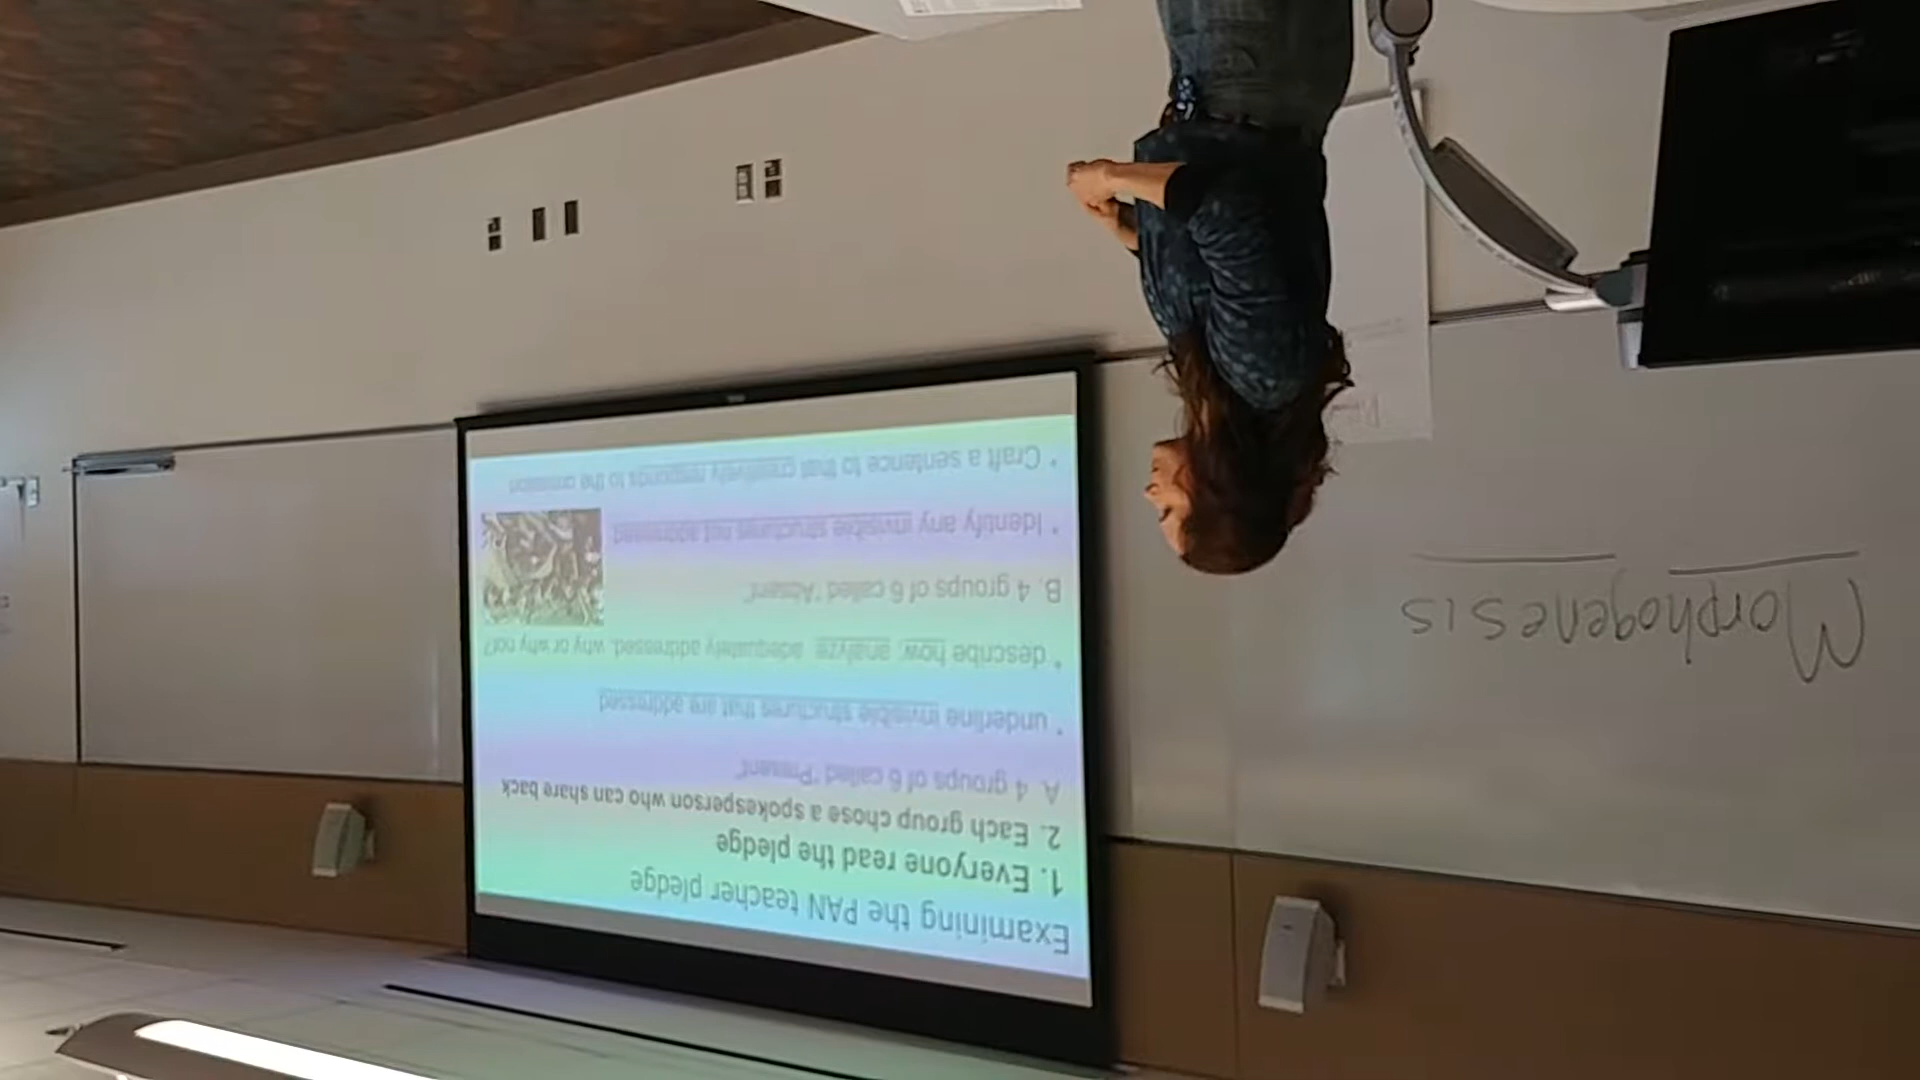 Examining the PAN teacher pledge
1. Everyone read the pledge
2. Each group chose a spokesperson who can share back
A. 4 groups of 6 called "Present"
* underline invisible structures that are addressed
* describe how; analyze adequately addressed, why or why not?
B. 4 groups of 6 called "Absent"
* Identify any invisible structures not addressed
* Craft a sentence to that creatively responds to the omission
Morphogenesis